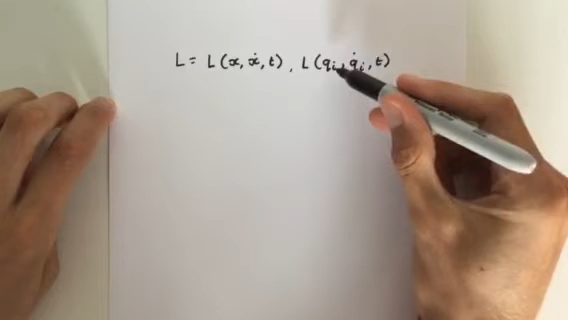 L = L(x, ẋ, t), L(qᵢ, q̇ᵢ, t)